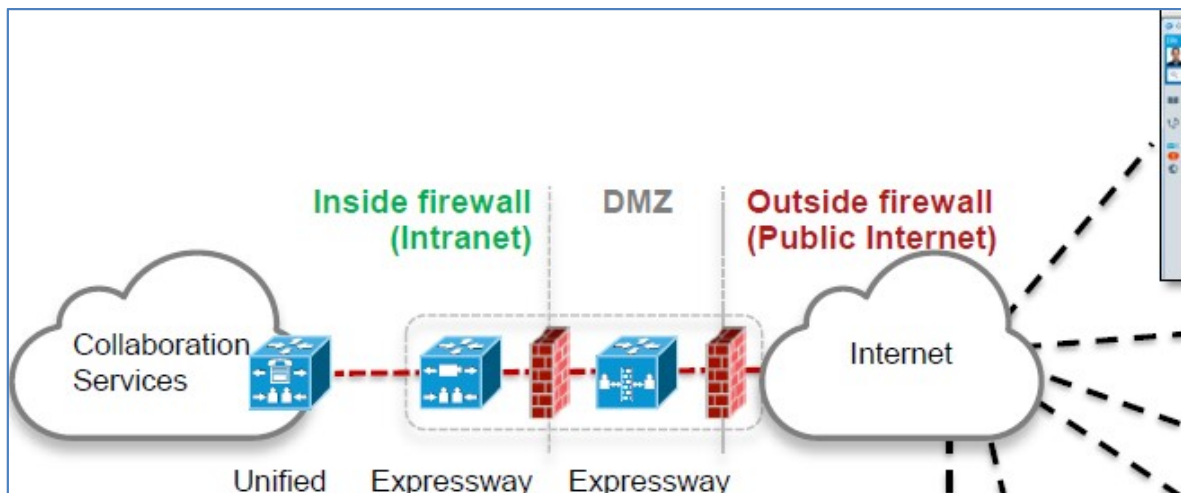 Inside firewall
(Intranet)
DMZ
Outside firewall
(Public Internet)
Collaboration
Services
Internet
Unified
Expressway
Expressway